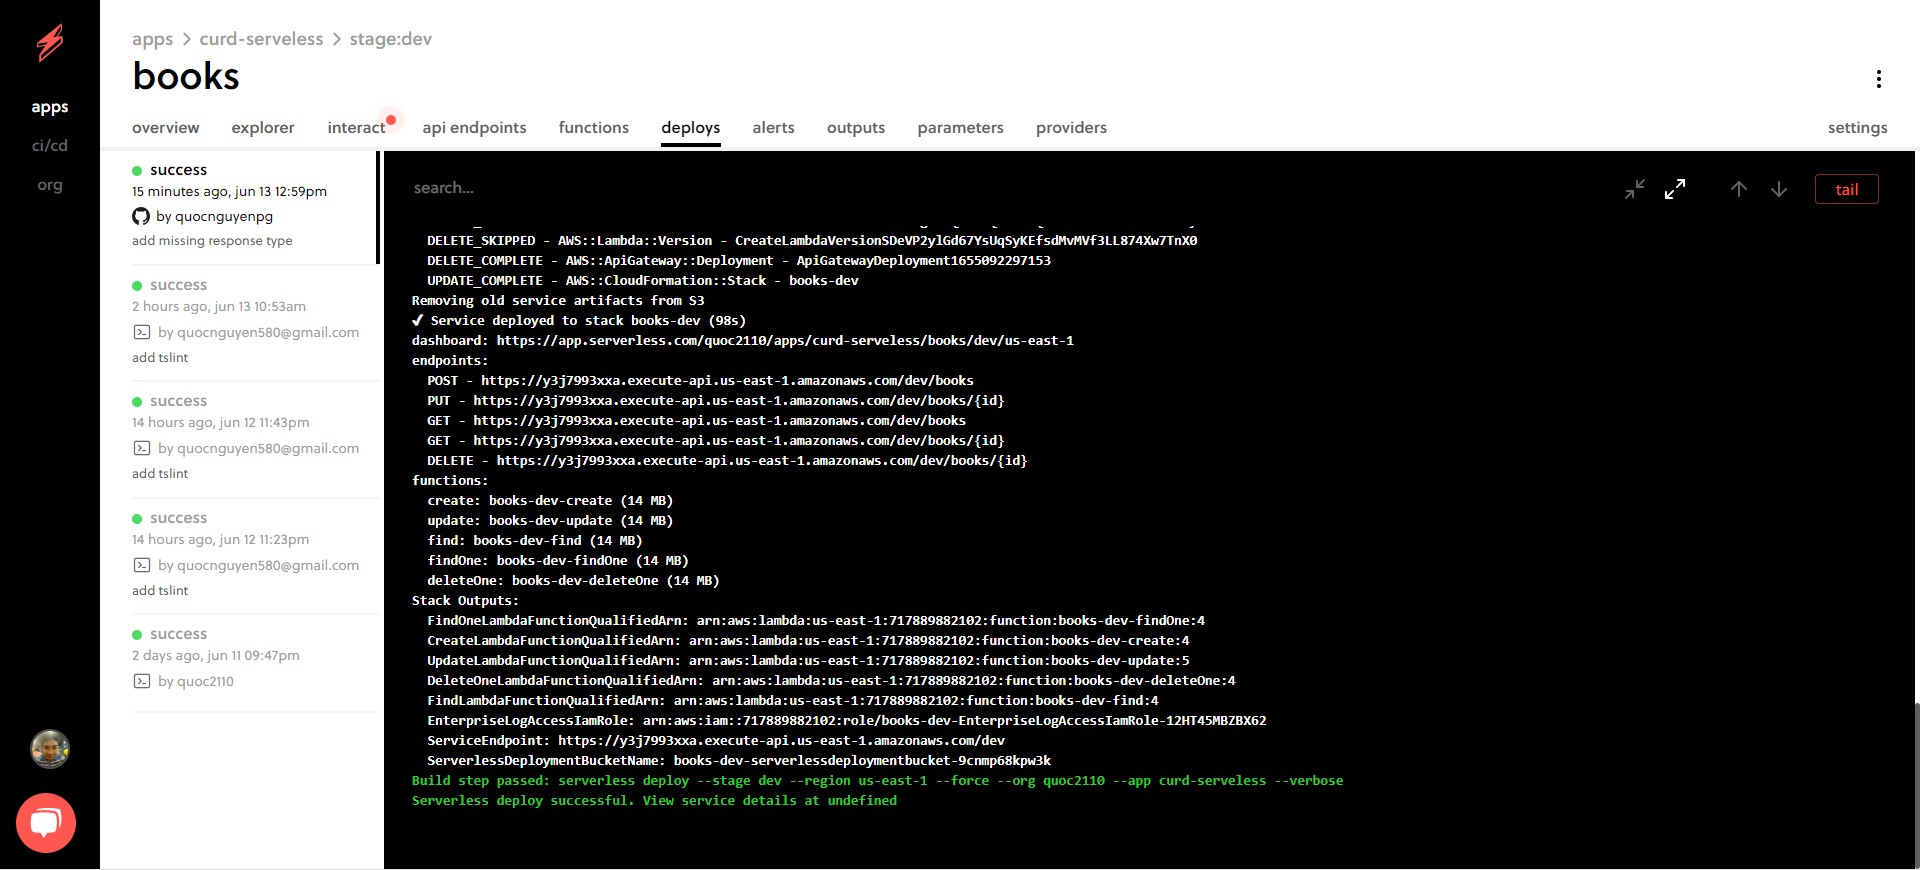 apps
ci/cd
org
apps > curd-serveless > stage:dev
books
overview explorer interact api endpoints functions deploys alerts outputs parameters providers settings
success
15 minutes ago, jun 13 12:59pm
by quocnguyenpg
add missing response type
success
2 hours ago, jun 13 10:53am
by quocnguyen580@gmail.com
add tslint
success
14 hours ago, jun 12 11:43pm
by quocnguyen580@gmail.com
add tslint
success
14 hours ago, jun 12 11:23pm
by quocnguyen580@gmail.com
add tslint
success
2 days ago, jun 11 09:47pm
by quoc2110
search...
tail
DELETE_SKIPPED - AWS::Lambda::Version - CreateLambdaVersionSDeVP2ylGd67YsUqSyKEfsdMvMVf3LL874Xw7TnX0
DELETE_COMPLETE - AWS::ApiGateway::Deployment - ApiGatewayDeployment1655092297153
UPDATE_COMPLETE - AWS::CloudFormation::Stack - books-dev
Removing old service artifacts from S3
✔ Service deployed to stack books-dev (98s)
dashboard: https://app.serverless.com/quoc2110/apps/curd-serveless/books/dev/us-east-1
endpoints:
POST - https://y3j7993xxa.execute-api.us-east-1.amazonaws.com/dev/books
PUT - https://y3j7993xxa.execute-api.us-east-1.amazonaws.com/dev/books/{id}
GET - https://y3j7993xxa.execute-api.us-east-1.amazonaws.com/dev/books
GET - https://y3j7993xxa.execute-api.us-east-1.amazonaws.com/dev/books/{id}
DELETE - https://y3j7993xxa.execute-api.us-east-1.amazonaws.com/dev/books/{id}
functions:
create: books-dev-create (14 MB)
update: books-dev-update (14 MB)
find: books-dev-find (14 MB)
findOne: books-dev-findOne (14 MB)
deleteOne: books-dev-deleteOne (14 MB)
Stack Outputs:
FindOneLambdaFunctionQualifiedArn: arn:aws:lambda:us-east-1:717889882102:function:books-dev-findOne:4
CreateLambdaFunctionQualifiedArn: arn:aws:lambda:us-east-1:717889882102:function:books-dev-create:4
UpdateLambdaFunctionQualifiedArn: arn:aws:lambda:us-east-1:717889882102:function:books-dev-update:5
DeleteOneLambdaFunctionQualifiedArn: arn:aws:lambda:us-east-1:717889882102:function:books-dev-deleteOne:4
FindLambdaFunctionQualifiedArn: arn:aws:lambda:us-east-1:717889882102:function:books-dev-find:4
EnterpriseLogAccessIamRole: arn:aws:iam::717889882102:role/books-dev-EnterpriseLogAccessIamRole-12HT45MBZBX62
ServiceEndpoint: https://y3j7993xxa.execute-api.us-east-1.amazonaws.com/dev
ServerlessDeploymentBucketName: books-dev-serverlessdeploymentbucket-9cnmp68kpw3k
Build step passed: serverless deploy --stage dev --region us-east-1 --force --org quoc2110 --app curd-serveless --verbose
Serverless deploy successful. View service details at undefined